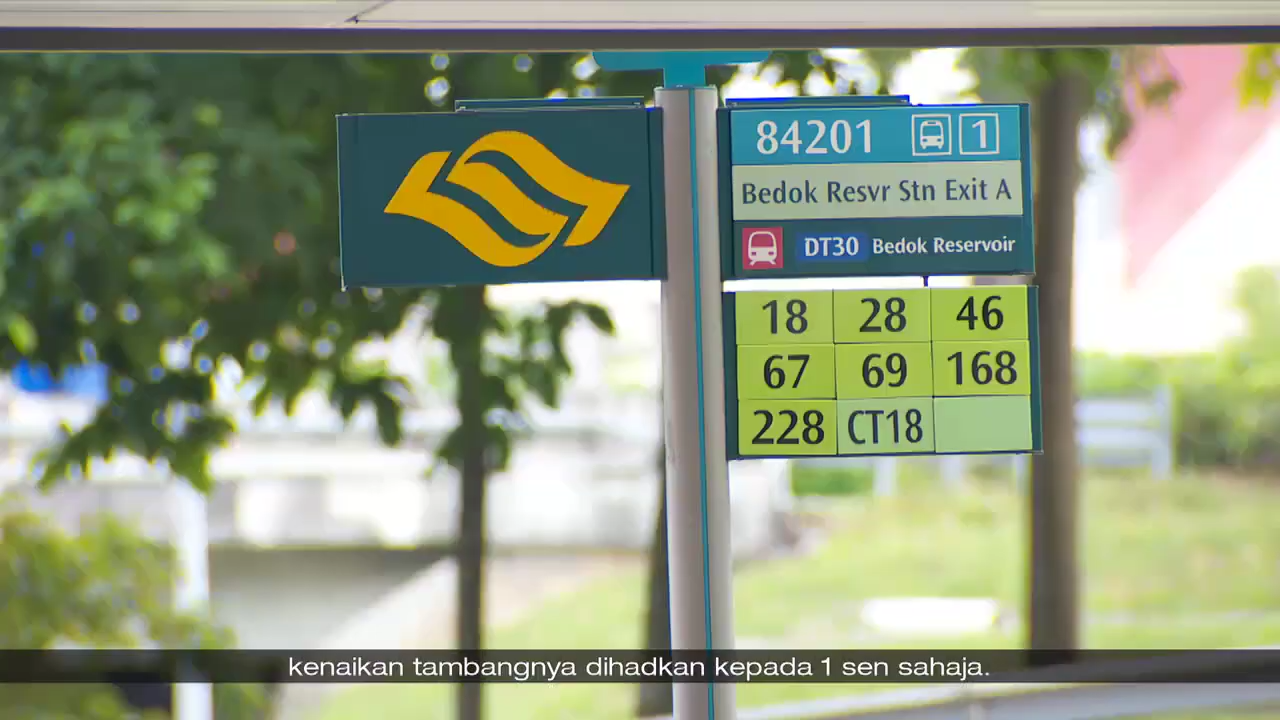 84201 1
Bedok Resvr Stn Exit A
DT30 Bedok Reservoir
18 28 46
67 69 168
228 CT18
kenaikan tambangnya dihadkan kepada 1 sen sahaja.